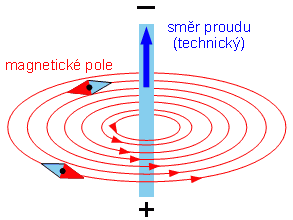 −
směr proudu
(technický)
magnetické pole
+